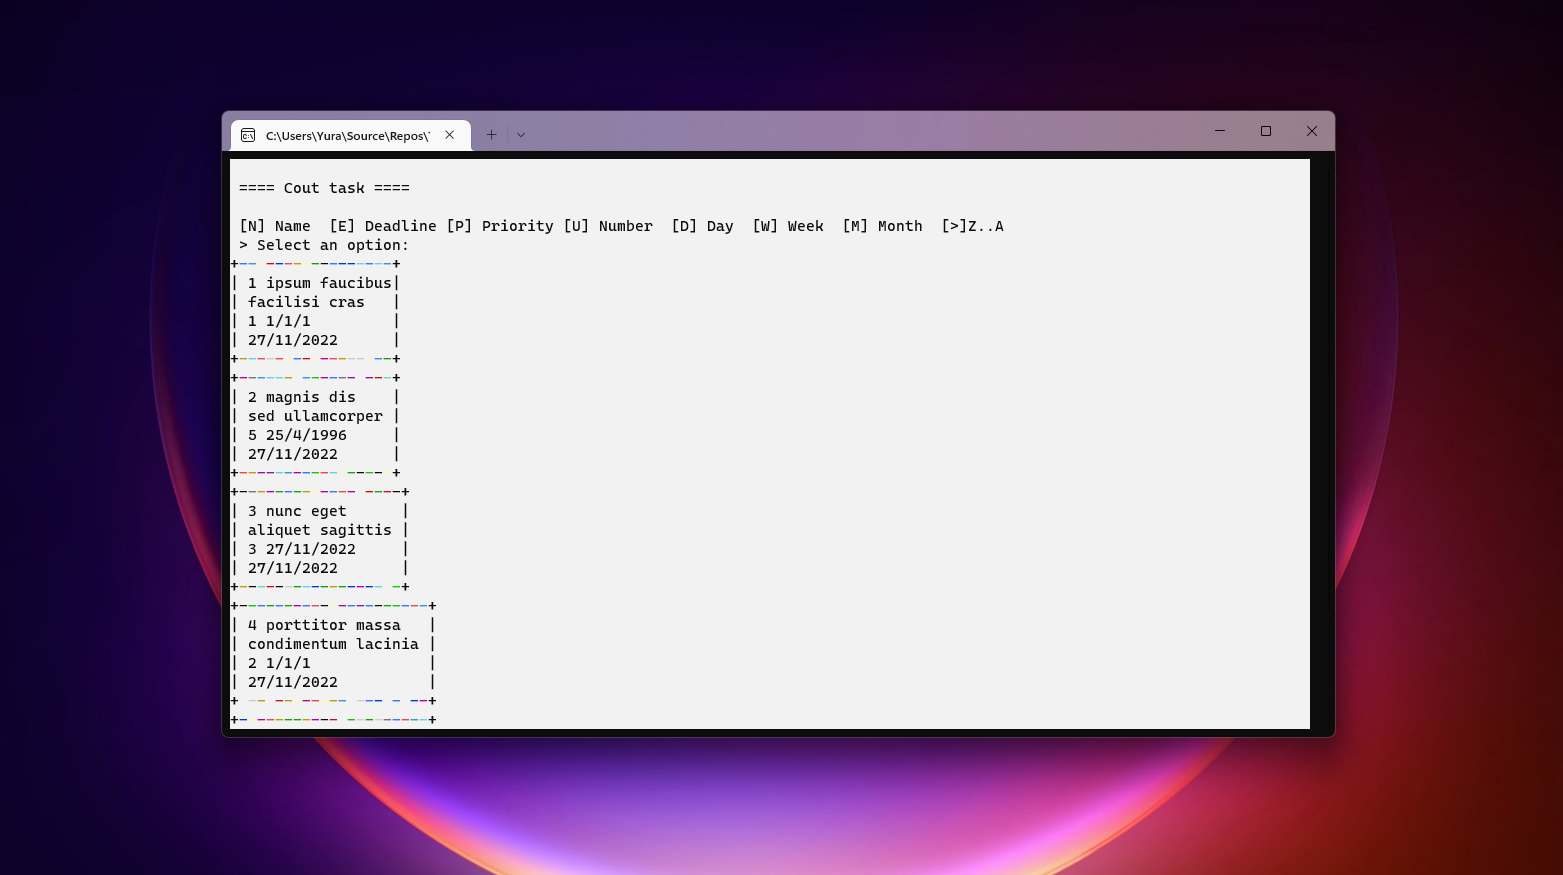 C:\Users\Yura\Source\Repos\
==== Cout task ====
[N] Name  [E] Deadline [P] Priority [U] Number  [D] Day  [W] Week  [M] Month  [>]Z..A
> Select an option:
1 ipsum faucibus
facilisi cras
1 1/1/1
27/11/2022
2 magnis dis
sed ullamcorper
5 25/4/1996
27/11/2022
3 nunc eget
aliquet sagittis
3 27/11/2022
27/11/2022
4 porttitor massa
condimentum lacinia
2 1/1/1
27/11/2022